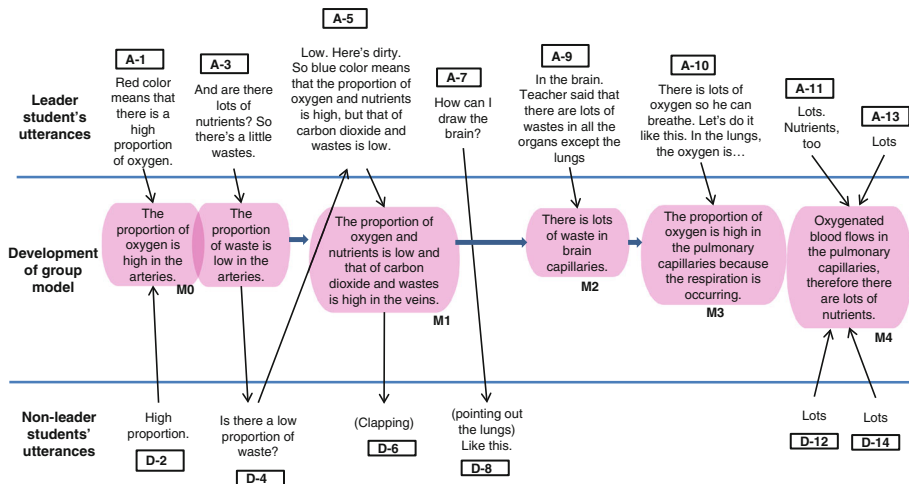 Leader
student's
utterances
A-1
Red color
means that
there is a
high
proportion
of oxygen.
A-3
And are there
lots of
nutrients? So
there's a little
wastes.
A-5
Low. Here's dirty.
So blue color means
that the proportion of
oxygen and nutrients
is high, but that of
carbon dioxide and
wastes is low.
A-7
How can I
draw the
brain?
A-9
In the brain.
Teacher said that
there are lots of
wastes in all the
organs except the
lungs
A-10
There is lots of
oxygen so he can
breathe. Let's do it
like this. In the lungs,
the oxygen is…
A-11
Lots.
Nutrients,
too
A-13
Lots
Development
of group
model
The
proportion of
oxygen is
high in the
arteries.
M0
The
proportion
of waste is
low in the
arteries.
The proportion of
oxygen and
nutrients is low and
that of carbon
dioxide and wastes
is high in the veins.
M1
There is lots
of waste in
brain
capillaries.
M2
The proportion of
oxygen is high in
the pulmonary
capillaries because
the respiration is
occurring.
M3
Oxygenated
blood flows in
the pulmonary
capillaries,
therefore there
are lots of
nutrients.
M4
Non-leader
students'
utterances
High
proportion.
D-2
Is there a low
proportion of
waste?
D-4
(Clapping)
D-6
(pointing out
the lungs)
Like this.
D-8
Lots
D-12
Lots
D-14